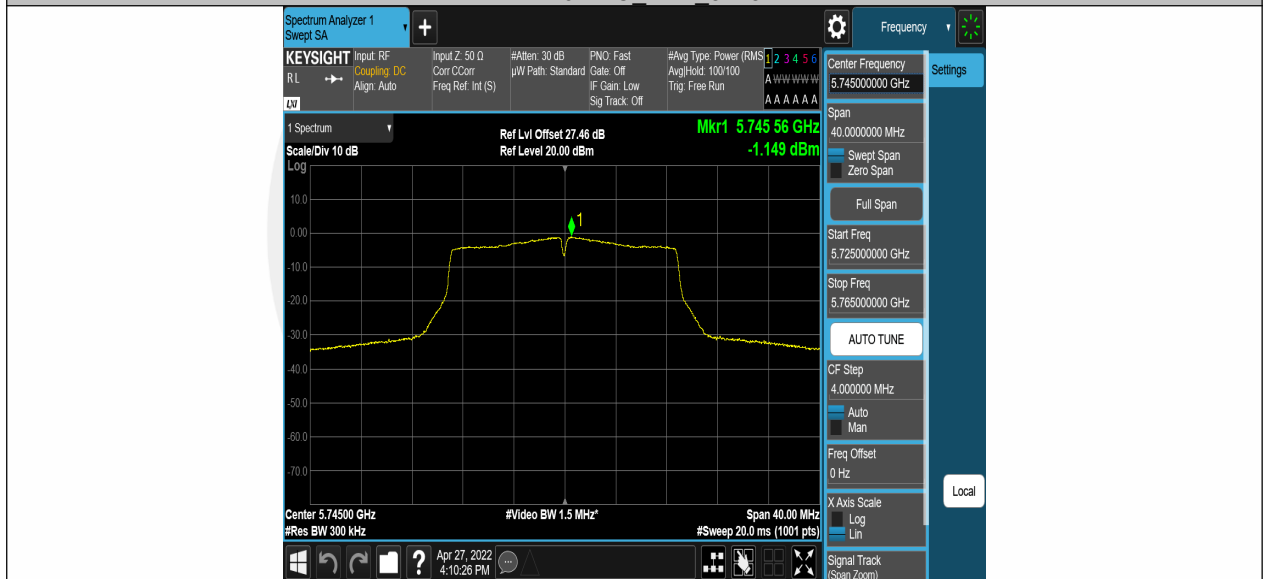 Spectrum Analyzer 1
Swept SA
+
Frequency
KEYSIGHT
RL
LXI
Input: RF
Coupling: DC
Align: Auto
Input Z: 50 Ω
Corr CCorr
Freq Ref: Int (S)
#Atten: 30 dB
µW Path: Standard
PNO: Fast
Gate: Off
IF Gain: Low
Sig Track: Off
#Avg Type: Power (RMS
Avg|Hold: 100/100
Trig: Free Run
1 2 3 4 5 6
A W W W W W
A A A A A A
1 Spectrum
Scale/Div 10 dB
Ref Lvl Offset 27.46 dB
Ref Level 20.00 dBm
Mkr1 5.745 56 GHz
-1.149 dBm
Log
10.0
0.00
-10.0
-20.0
-30.0
-40.0
-50.0
-60.0
-70.0
1
Center 5.74500 GHz
#Res BW 300 kHz
#Video BW 1.5 MHz*
Span 40.00 MHz
#Sweep 20.0 ms (1001 pts)
Center Frequency
5.745000000 GHz
Settings
Span
40.0000000 MHz
Swept Span
Zero Span
Full Span
Start Freq
5.725000000 GHz
Stop Freq
5.765000000 GHz
AUTO TUNE
CF Step
4.000000 MHz
Auto
Man
Freq Offset
0 Hz
X Axis Scale
Log
Lin
Local
Signal Track
(Span Zoom)
?
Apr 27, 2022
4:10:26 PM